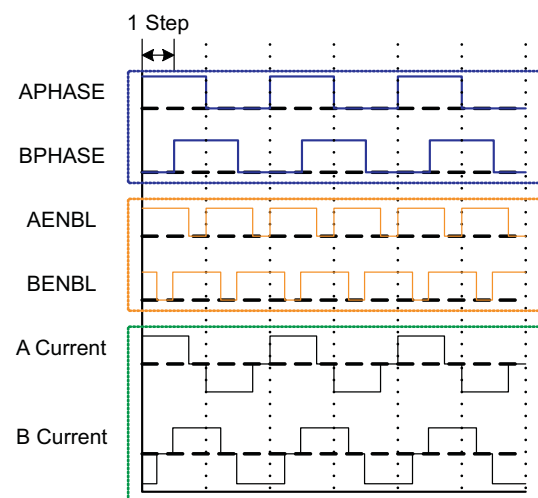 1 Step
APHASE
BPHASE
AENBL
BENBL
A Current
B Current